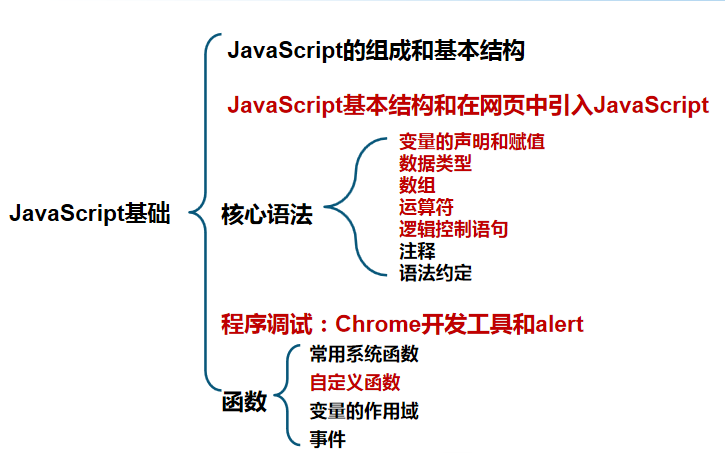 JavaScript的组成和基本结构
JavaScript基本结构和在网页中引入JavaScript
JavaScript基础
核心语法
变量的声明和赋值
数据类型
数组
运算符
逻辑控制语句
注释
语法约定
程序调试：Chrome开发工具和alert
函数
常用系统函数
自定义函数
变量的作用域
事件